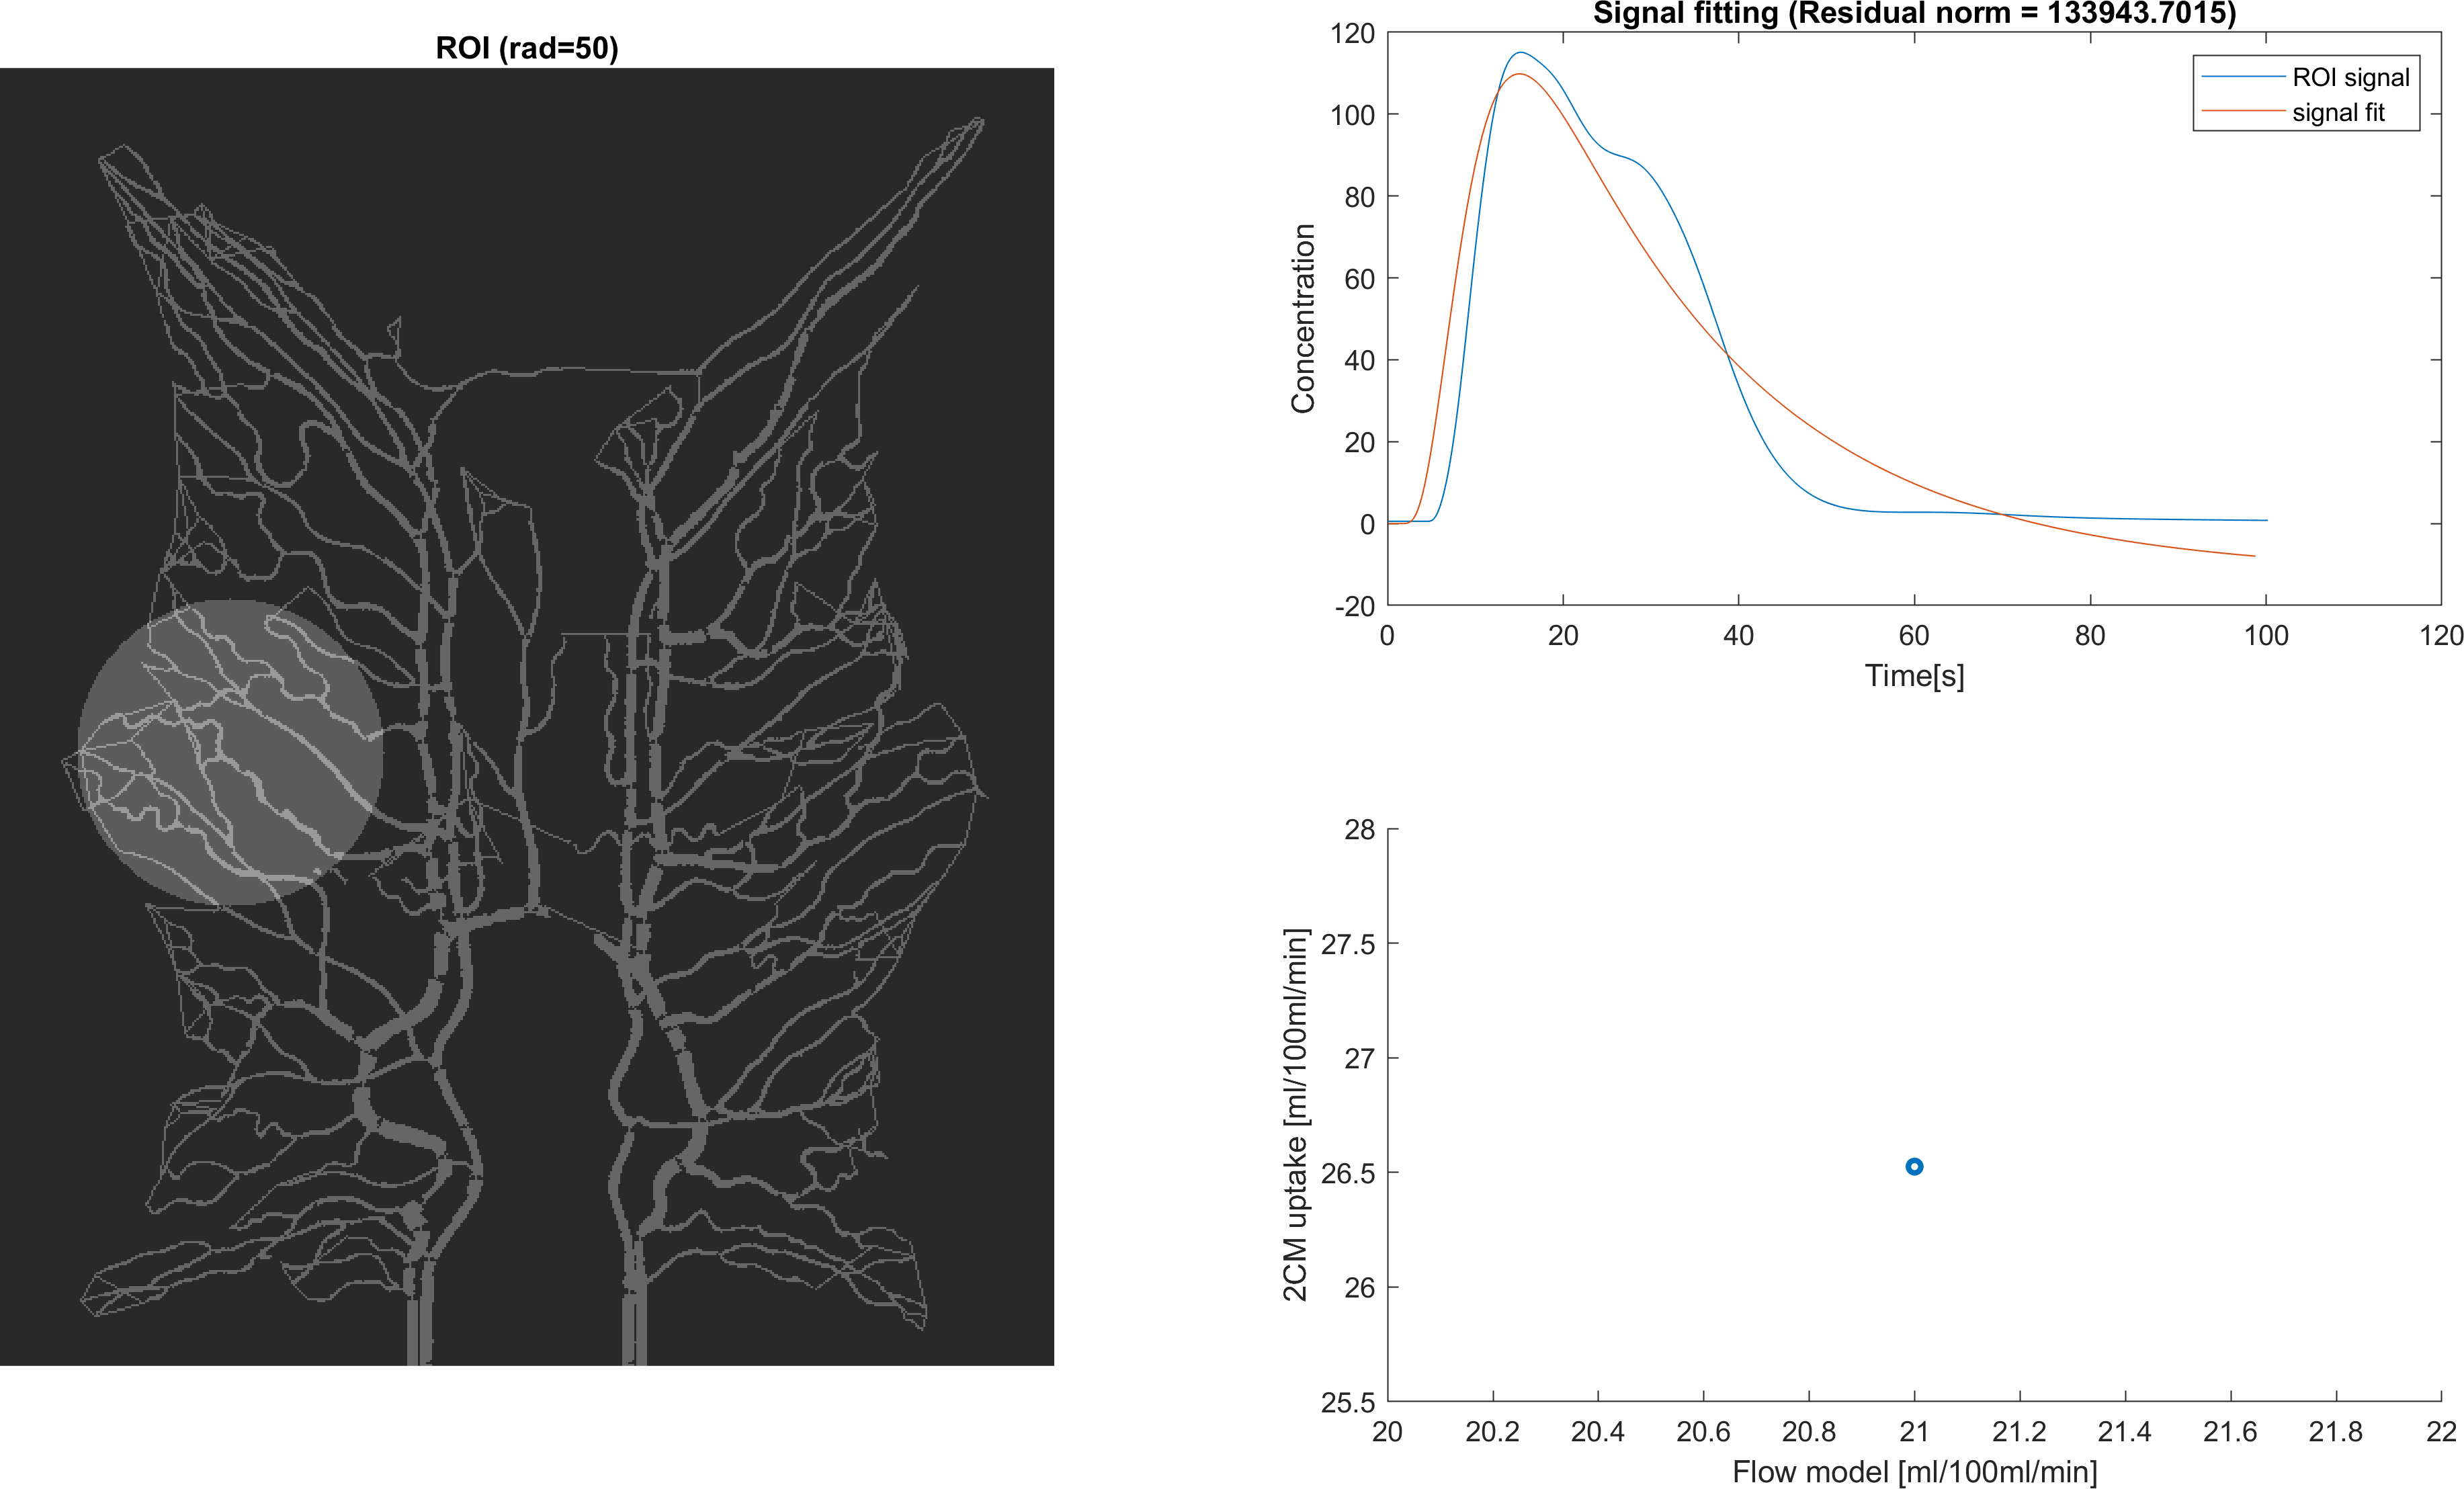 ROI (rad=50)
Signal fitting (Residual norm = 133943.7015)
120
100
80
60
40
20
0
-20
Concentration
ROI signal
signal fit
0 20 40 60 80 100 120
Time[s]
28
27.5
27
26.5
26
25.5
2CM uptake [ml/100ml/min]
20 20.2 20.4 20.6 20.8 21 21.2 21.4 21.6 21.8 22
Flow model [ml/100ml/min]